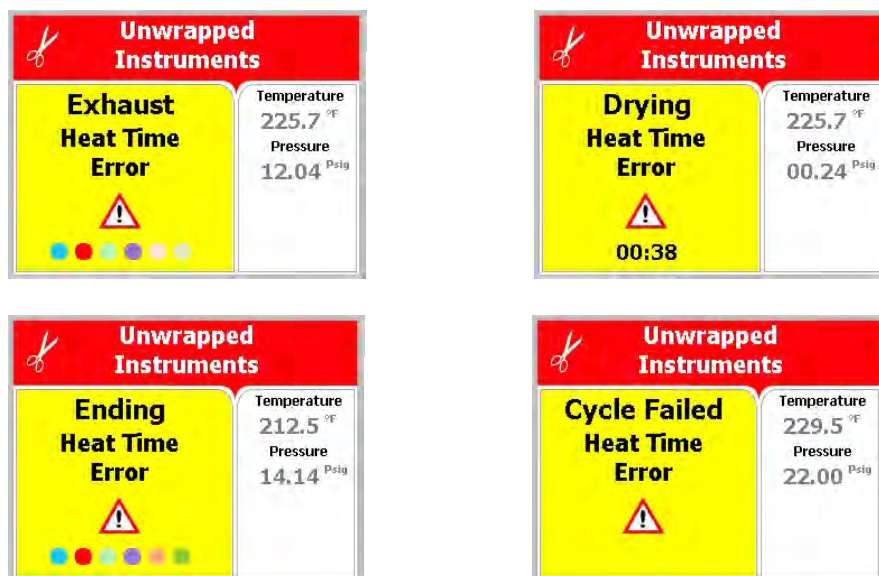 Unwrapped
Instruments
Exhaust
Heat Time
Error
Temperature
225.7 °F
Pressure
12.04 Psig
Unwrapped
Instruments
Drying
Heat Time
Error
00:38
Temperature
225.7 °F
Pressure
00.24 Psig
Unwrapped
Instruments
Ending
Heat Time
Error
Temperature
212.5 °F
Pressure
14.14 Psig
Unwrapped
Instruments
Cycle Failed
Heat Time
Error
Temperature
229.5 °F
Pressure
22.00 Psig